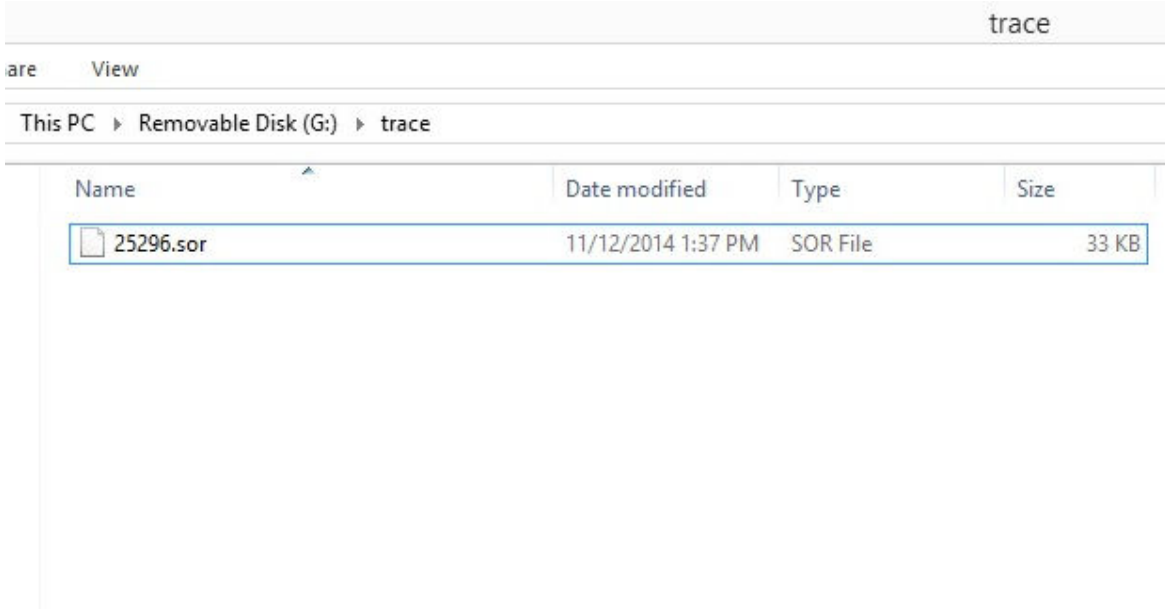 trace
are View
This PC Removable Disk (G:) trace
Name Date modified Type Size
25296.sor 11/12/2014 1:37 PM SOR File 33 KB